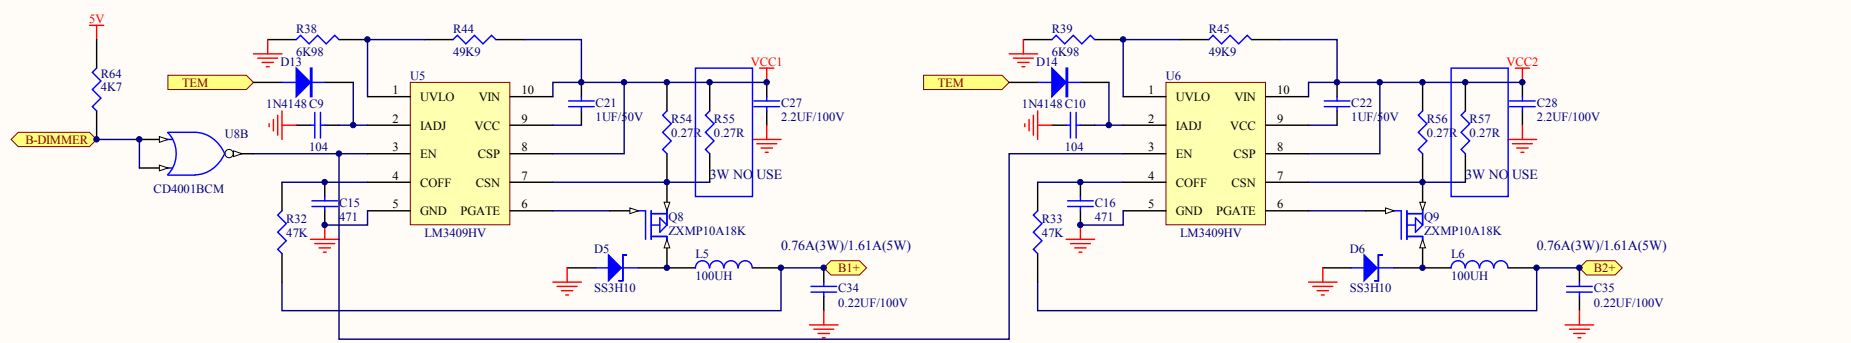 5V
R64
4K7
B-DIMMER
U8B
CD4001BCM
TEM
R38
6K98
D13
1N4148
C9
104
R44
49K9
U5
1 UVLO VIN 10
2 IADJ VCC 9
3 EN CSP 8
4 COFF CSN 7
5 GND PGATE 6
LM3409HV
C15
471
R32
47K
C21
1UF/50V
R54
0.27R
R55
0.27R
3W NO USE
VCC1
C27
2.2UF/100V
Q8
ZXMP10A18K
D5
SS3H10
L5
100UH
0.76A(3W)/1.61A(5W)
B1+
C34
0.22UF/100V
TEM
R39
6K98
D14
1N4148
C10
104
R45
49K9
U6
1 UVLO VIN 10
2 IADJ VCC 9
3 EN CSP 8
4 COFF CSN 7
5 GND PGATE 6
LM3409HV
C16
471
R33
47K
C22
1UF/50V
R56
0.27R
R57
0.27R
3W NO USE
VCC2
C28
2.2UF/100V
Q9
ZXMP10A18K
D6
SS3H10
L6
100UH
0.76A(3W)/1.61A(5W)
B2+
C35
0.22UF/100V